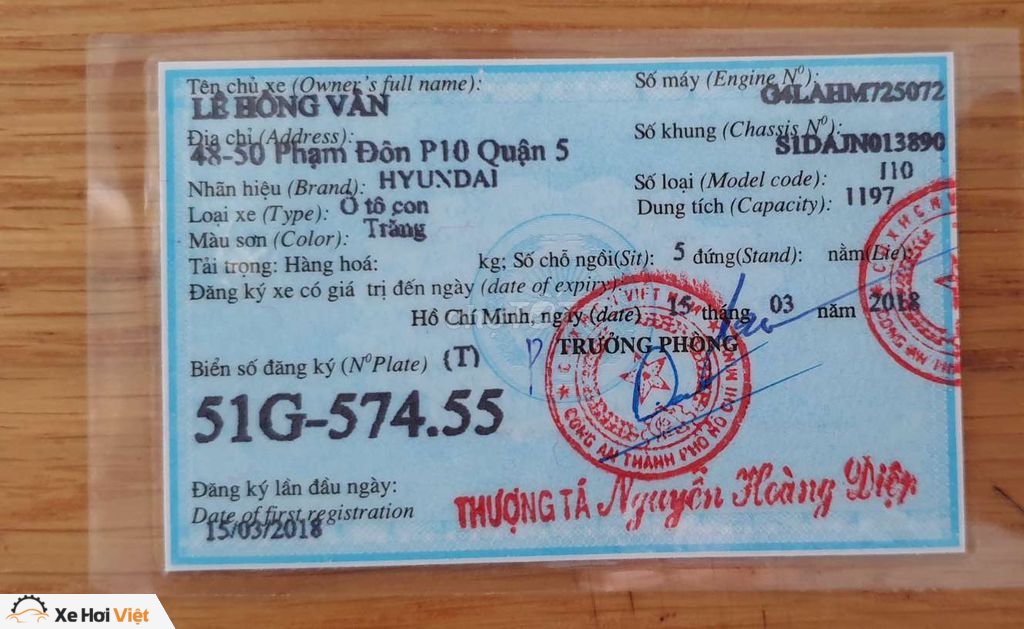 Tên chủ xe (Owner's full name):
LÊ HỒNG VÂN
Địa chỉ (Address):
48-50 Phạm Đôn P10 Quận 5
Nhãn hiệu (Brand): HYUNDAI
Loại xe (Type): Ô tô con
Màu sơn (Color): Trắng
Số máy (Engine Nº):
G4LAHM725072
Số khung (Chassis Nº):
S1DAJN013890
Số loại (Model code): I10
Dung tích (Capacity): 1197
Tải trọng: Hàng hoá: kg; Số chỗ ngồi(Sit): 5 đứng(Stand): nằm(Lie):
Đăng ký xe có giá trị đến ngày (date of expiry):
Hồ Chí Minh, ngày (date) 15 tháng 03 năm 2018
TRƯỞNG PHÒNG
Biển số đăng ký (NºPlate) (T)
51G-574.55
CÔNG AN THÀNH PHỐ HỒ CHÍ MINH
Đăng ký lần đầu ngày:
Date of first registration
15/03/2018
THƯỢNG TÁ Nguyễn Hoàng Diệp
Xe Hơi Việt